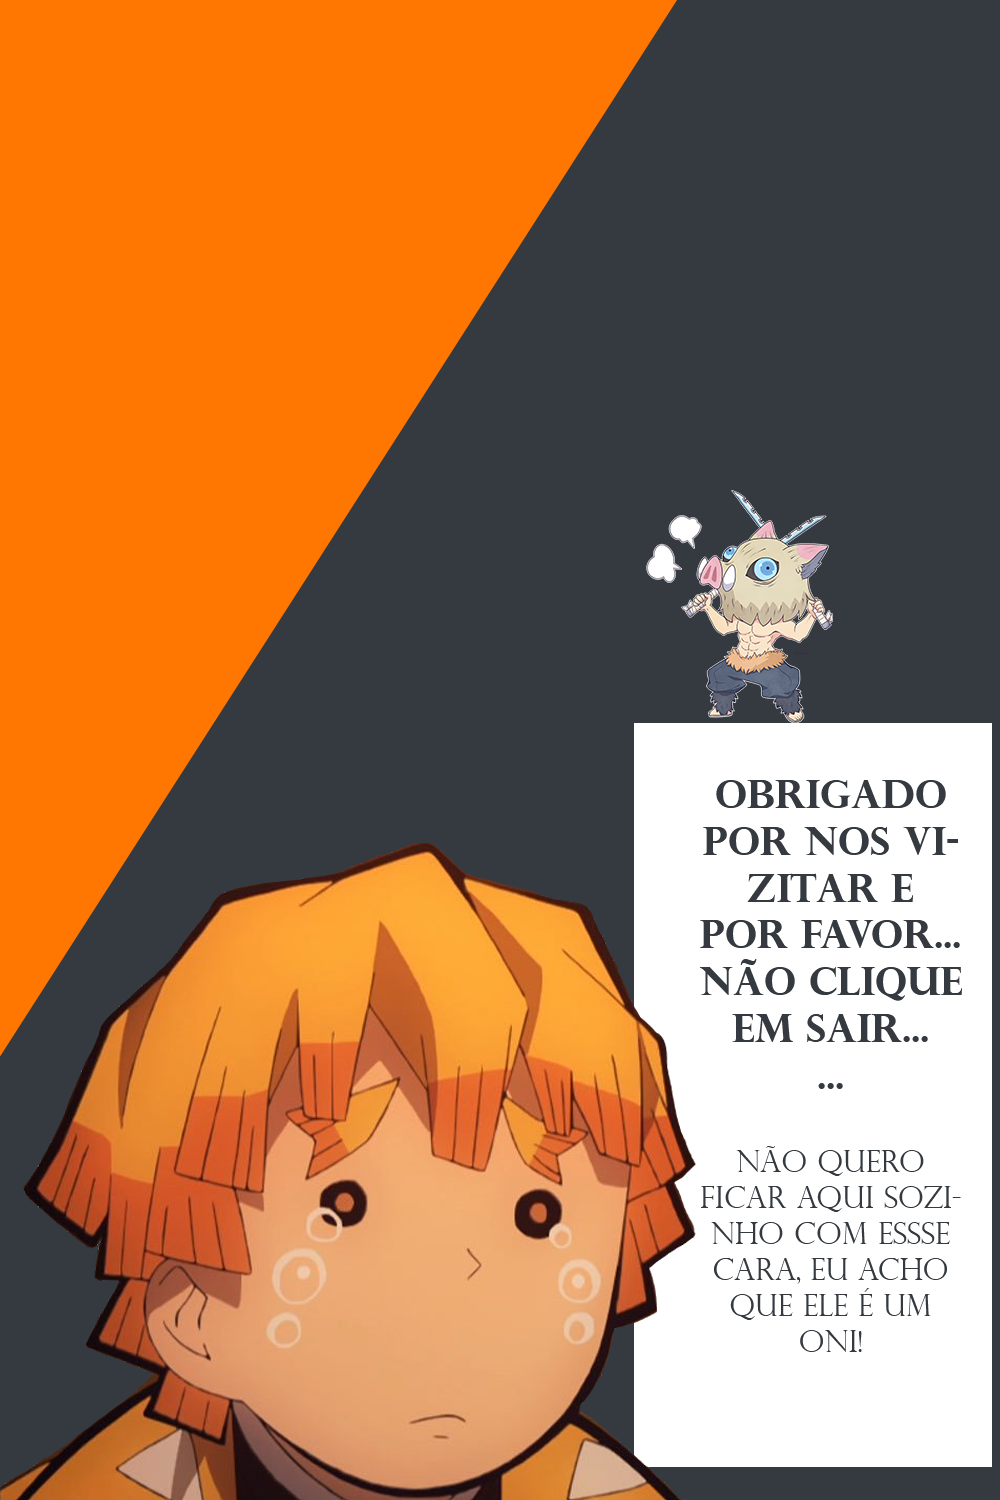 OBRIGADO
POR NOS VI-
ZITAR E
POR FAVOR...
NÃO CLIQUE
EM SAIR...
...
NÃO QUERO
FICAR AQUI SOZI-
NHO COM ESSSE
CARA, EU ACHO
QUE ELE É UM
ONI!